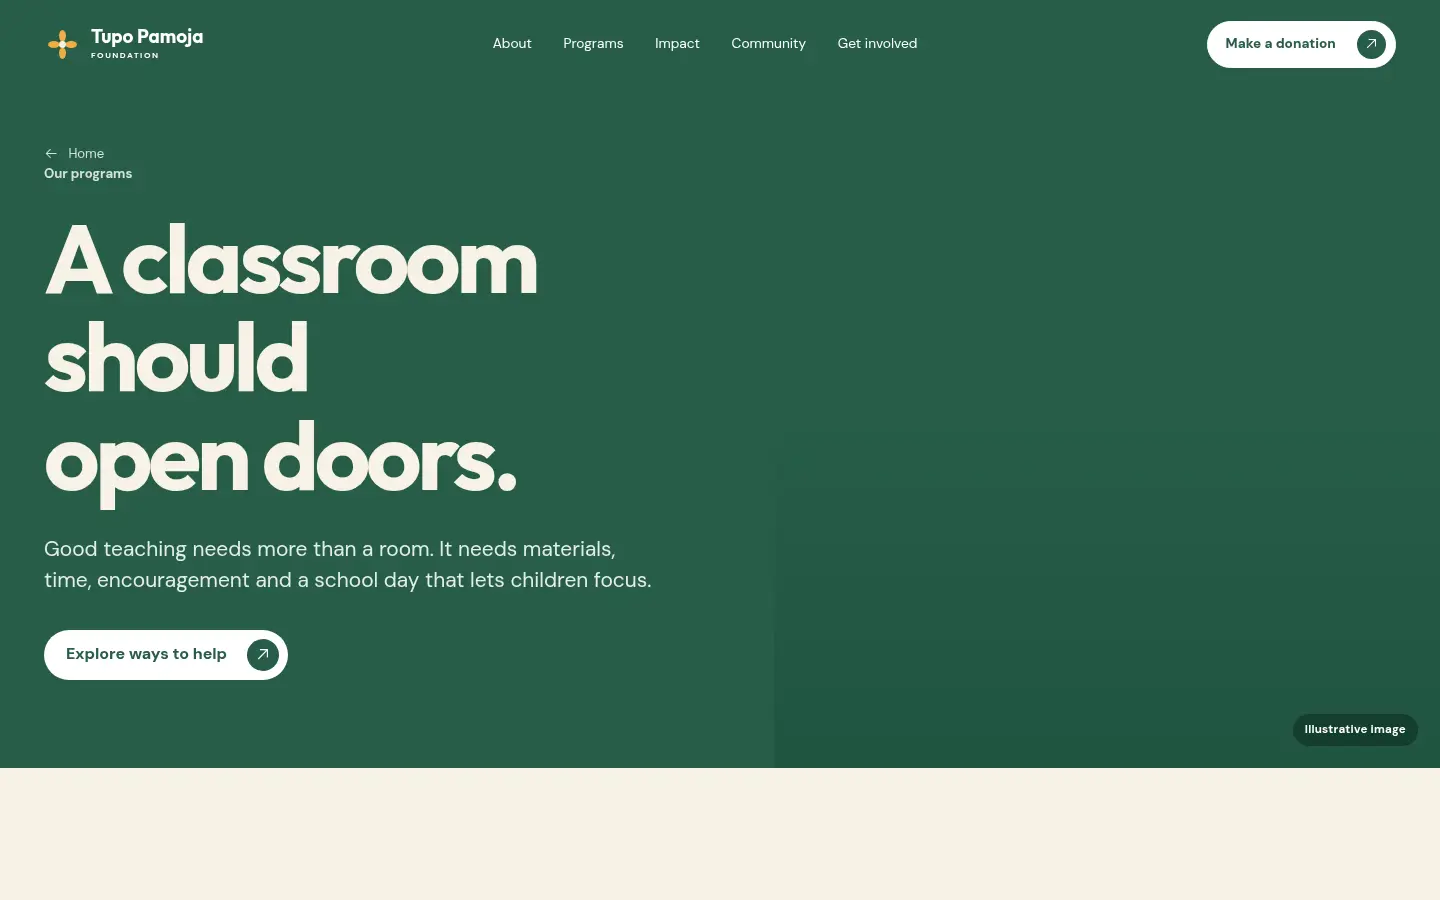 Tupo Pamoja
FOUNDATION
About
Programs
Impact
Community
Get involved
Make a donation
← Home
Our programs
A classroom
should
open doors.
Good teaching needs more than a room. It needs materials,
time, encouragement and a school day that lets children focus.
Explore ways to help
Illustrative image